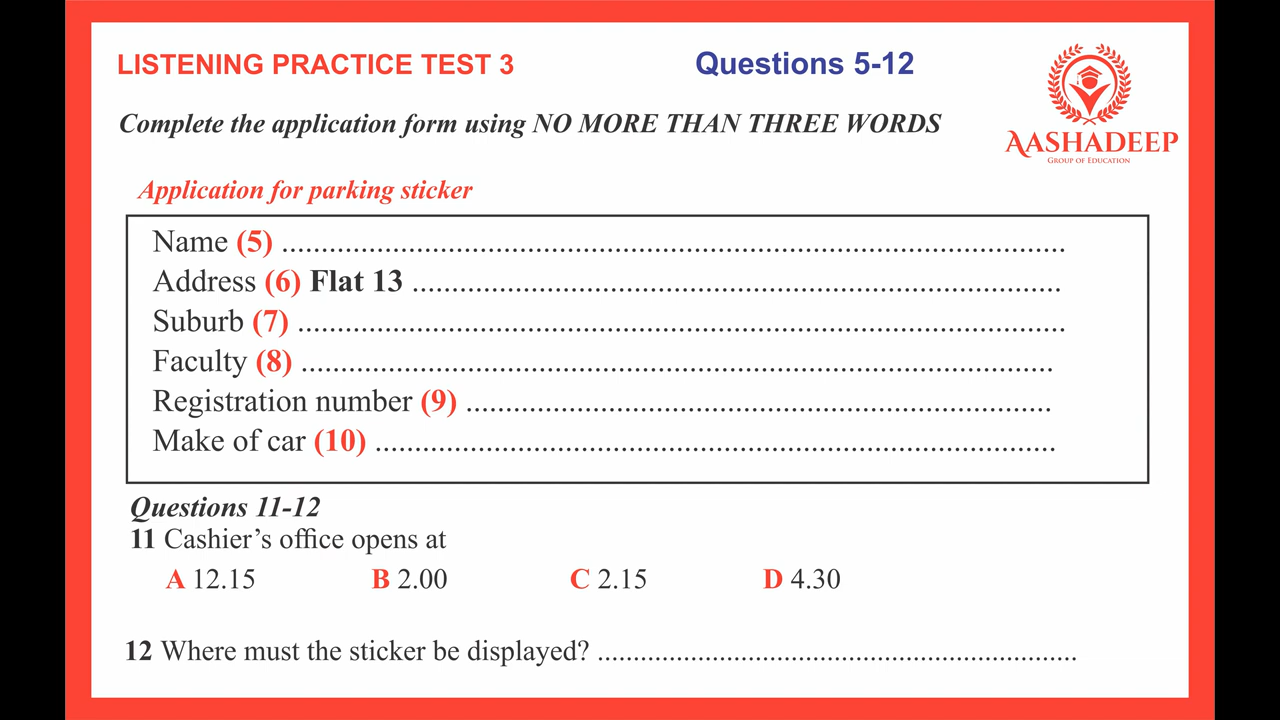 LISTENING PRACTICE TEST 3
Questions 5-12
AASHADEEP
GROUP OF EDUCATION
Complete the application form using NO MORE THAN THREE WORDS
Application for parking sticker
Name (5) ..........................................................................................................
Address (6) Flat 13 ..................................................................................
Suburb (7) ..................................................................................................
Faculty (8) ................................................................................................
Registration number (9) ..........................................................................
Make of car (10) ......................................................................................
Questions 11-12
11 Cashier’s office opens at
A 12.15 B 2.00 C 2.15 D 4.30
12 Where must the sticker be displayed? ...............................................................